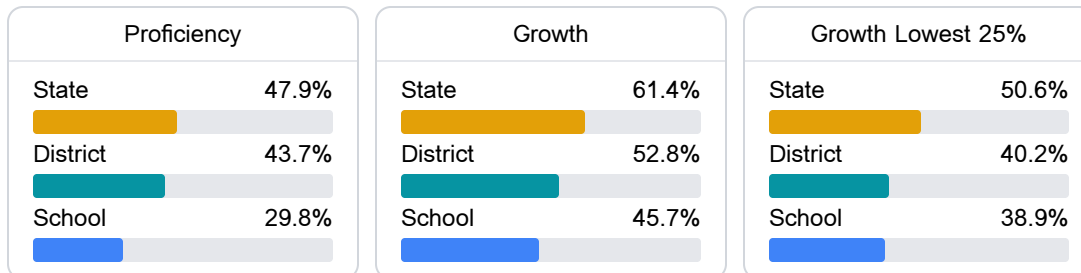 Proficiency
State 47.9%
District 43.7%
School 29.8%
Growth
State 61.4%
District 52.8%
School 45.7%
Growth Lowest 25%
State 50.6%
District 40.2%
School 38.9%